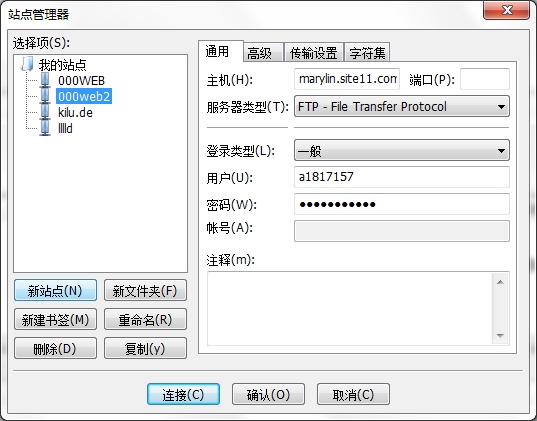 站点管理器
选择项(S):
我的站点
000WEB
000web2
kilu.de
lllld
新站点(N)
新文件夹(F)
新建书签(M)
重命名(R)
删除(D)
复制(y)
通用
高级
传输设置
字符集
主机(H):
marylin.site11.com
端口(P):
服务器类型(T):
FTP - File Transfer Protocol
登录类型(L):
一般
用户(U):
a1817157
密码(W):
●●●●●●●●●●●
帐号(A):
注释(m):
连接(C)
确认(O)
取消(C)